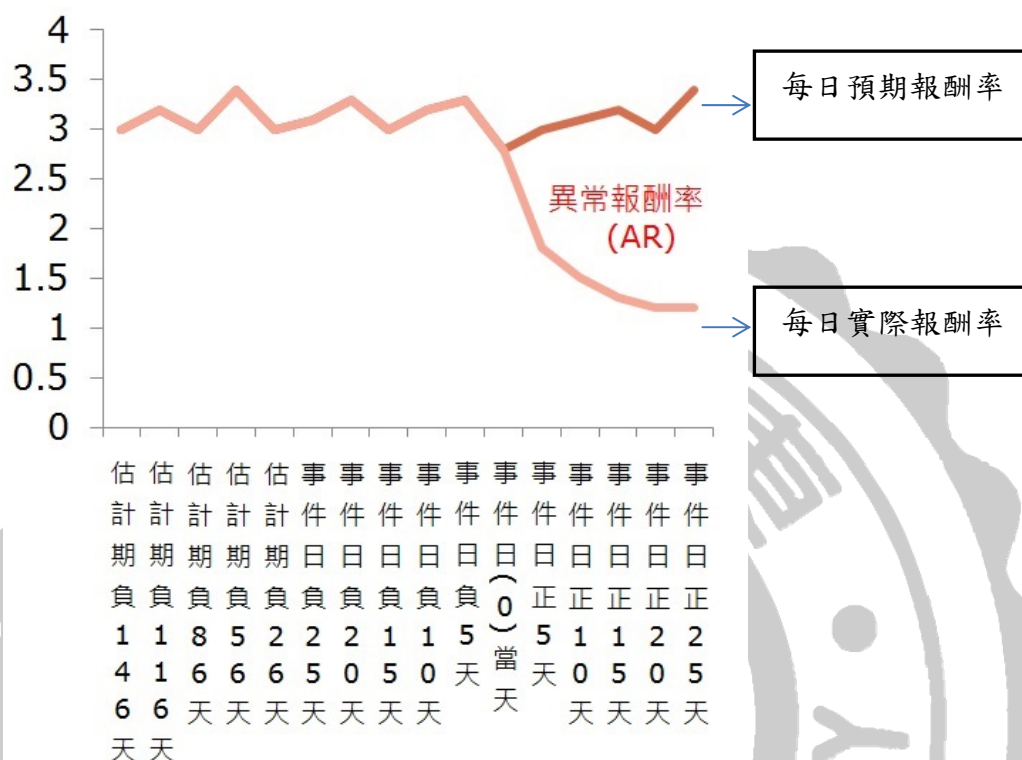 4
3.5
3
2.5
2
1.5
1
0.5
0
每日預期報酬率
異常報酬率
(AR)
每日實際報酬率
估計期負146天
估計期負116天
估計期負86天
估計期負56天
估計期負26天
事件日負25天
事件日負20天
事件日負15天
事件日負10天
事件日負5天
事件日(0)當天
事件日正5天
事件日正10天
事件日正15天
事件日正20天
事件日正25天